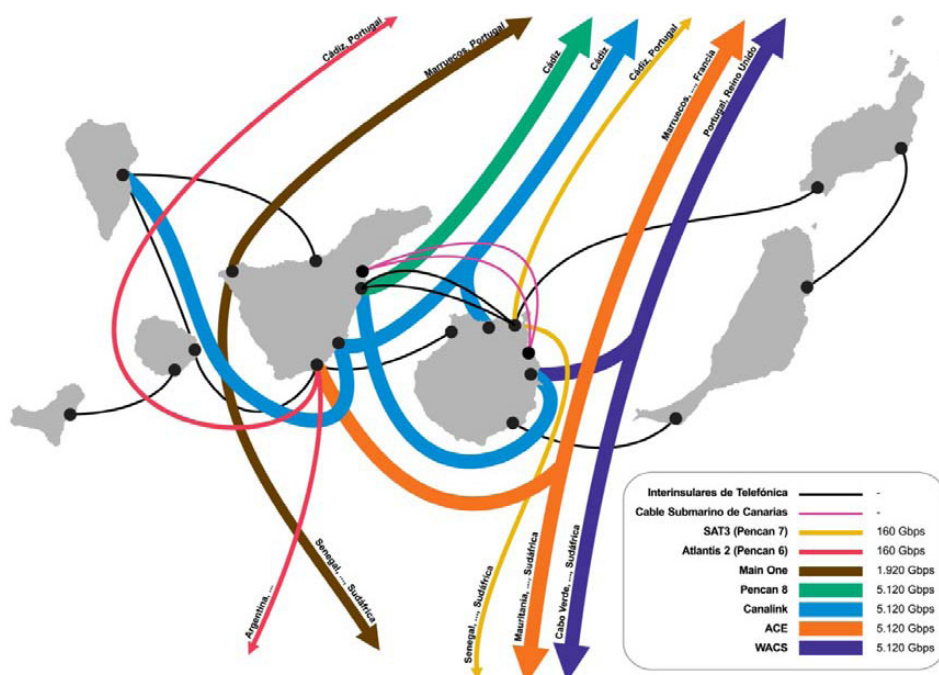 Cádiz, Portugal
Marruecos, Portugal
Cádiz
Cádiz
Cádiz, Portugal
Marruecos, ..., Francia
Portugal, Reino Unido
Argentina, ...
Senegal, ..., Sudáfrica
Senegal, ..., Sudáfrica
Mauritania, ..., Sudáfrica
Cabo Verde, ..., Sudáfrica
Interinsulares de Telefónica -
Cable Submarino de Canarias -
SAT3 (Pencan 7) 160 Gbps
Atlantis 2 (Pencan 6) 160 Gbps
Main One 1.920 Gbps
Pencan 8 5.120 Gbps
Canalink 5.120 Gbps
ACE 5.120 Gbps
WACS 5.120 Gbps